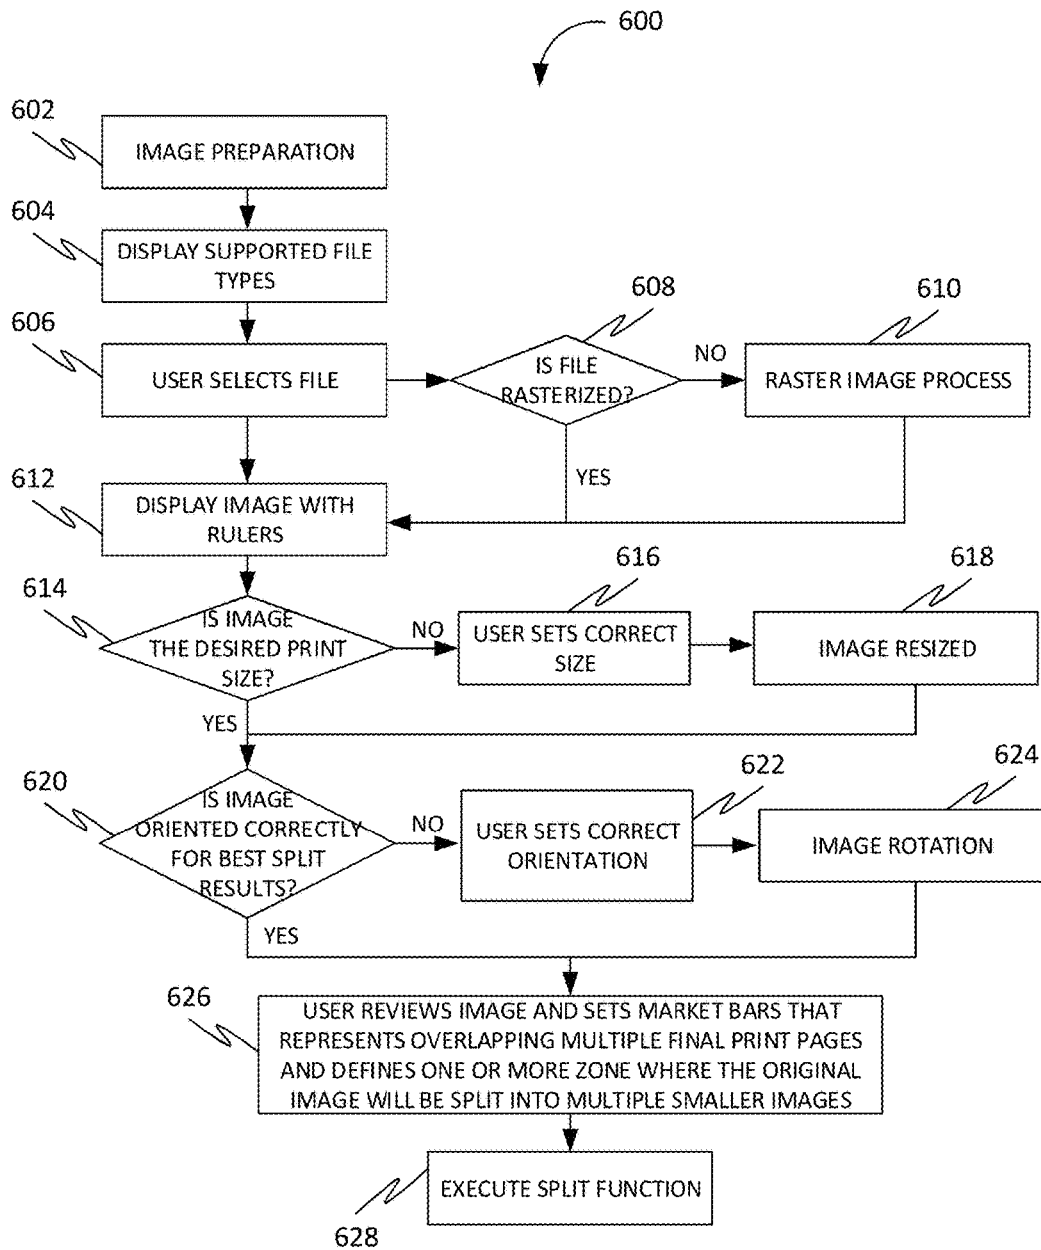 600
602
IMAGE PREPARATION
604
DISPLAY SUPPORTED FILE
TYPES
606
USER SELECTS FILE
608
IS FILE
RASTERIZED?
NO
YES
610
RASTER IMAGE PROCESS
612
DISPLAY IMAGE WITH
RULERS
614
IS IMAGE
THE DESIRED PRINT
SIZE?
NO
YES
616
USER SETS CORRECT
SIZE
618
IMAGE RESIZED
620
IS IMAGE
ORIENTED CORRECTLY
FOR BEST SPLIT
RESULTS?
NO
YES
622
USER SETS CORRECT
ORIENTATION
624
IMAGE ROTATION
626
USER REVIEWS IMAGE AND SETS MARKET BARS THAT
REPRESENTS OVERLAPPING MULTIPLE FINAL PRINT PAGES
AND DEFINES ONE OR MORE ZONE WHERE THE ORIGINAL
IMAGE WILL BE SPLIT INTO MULTIPLE SMALLER IMAGES
EXECUTE SPLIT FUNCTION
628